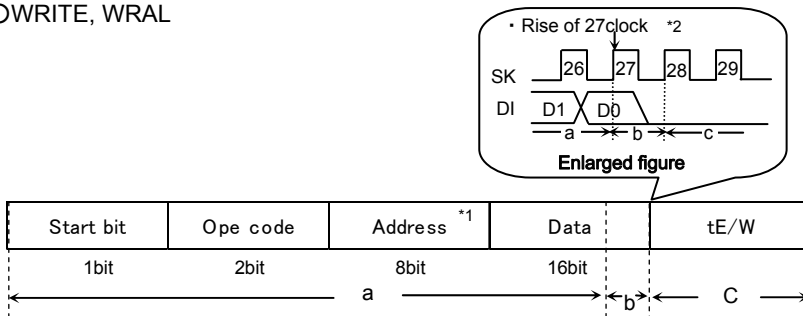 ○WRITE, WRAL
・Rise of 27clock *2
SK 26 27 28 29
DI D1 D0
a b c
Enlarged figure
Start bit Ope code Address *1 Data tE/W
1bit 2bit 8bit 16bit
a b C